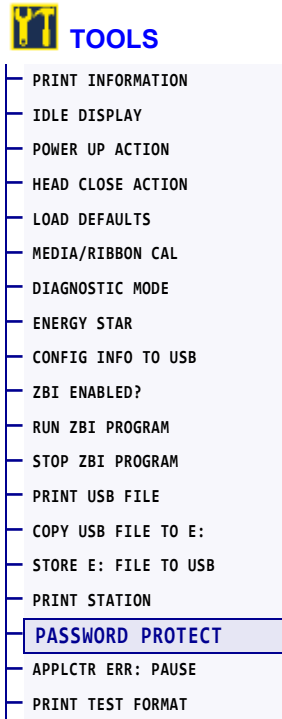 TOOLS
PRINT INFORMATION
IDLE DISPLAY
POWER UP ACTION
HEAD CLOSE ACTION
LOAD DEFAULTS
MEDIA/RIBBON CAL
DIAGNOSTIC MODE
ENERGY STAR
CONFIG INFO TO USB
ZBI ENABLED?
RUN ZBI PROGRAM
STOP ZBI PROGRAM
PRINT USB FILE
COPY USB FILE TO E:
STORE E: FILE TO USB
PRINT STATION
PASSWORD PROTECT
APPLCTR ERR: PAUSE
PRINT TEST FORMAT